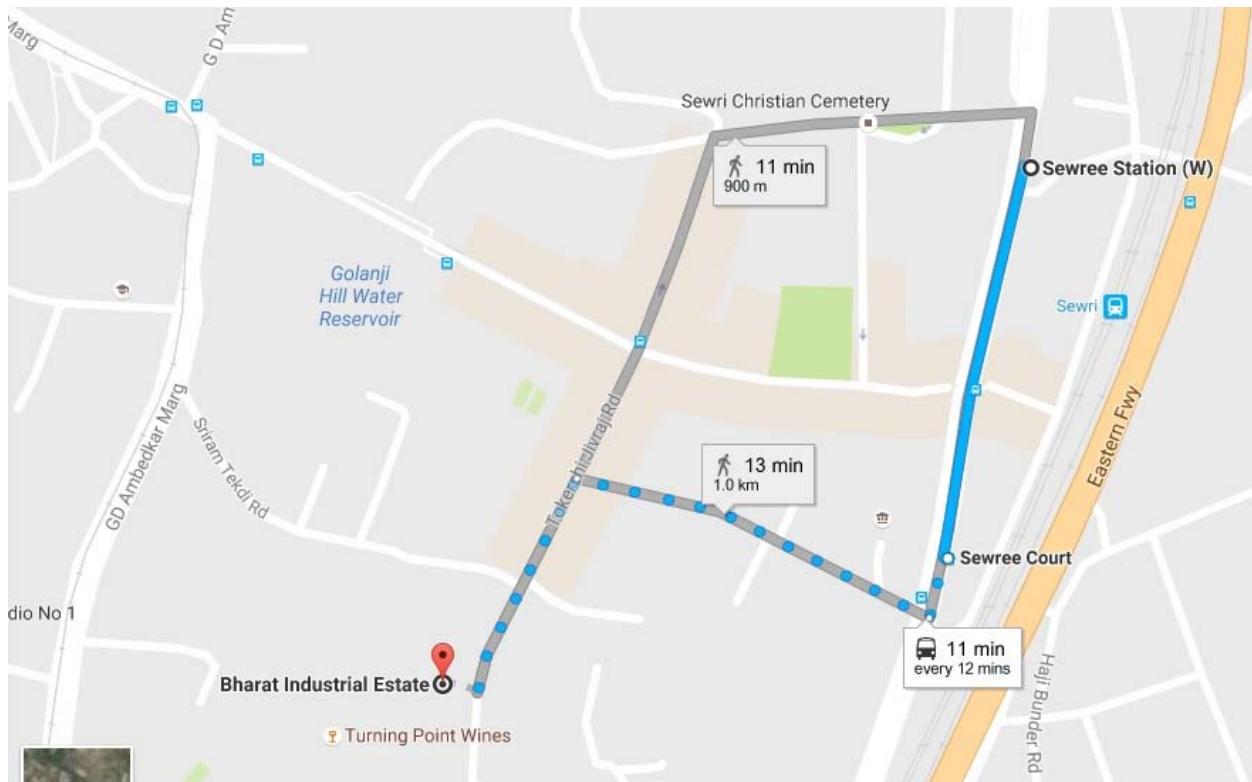 Marg
G D Am
Sewri Christian Cemetery
11 min
900 m
Sewree Station (W)
Golanji
Hill Water
Reservoir
Sewri
Eastern Fwy
GD Ambedkar Marg
Sriram Tekdi Rd
Tokershi Jivraj Rd
13 min
1.0 km
Sewree Court
dio No 1
11 min
every 12 mins
Haji Bunder Rd
Bharat Industrial Estate
Turning Point Wines